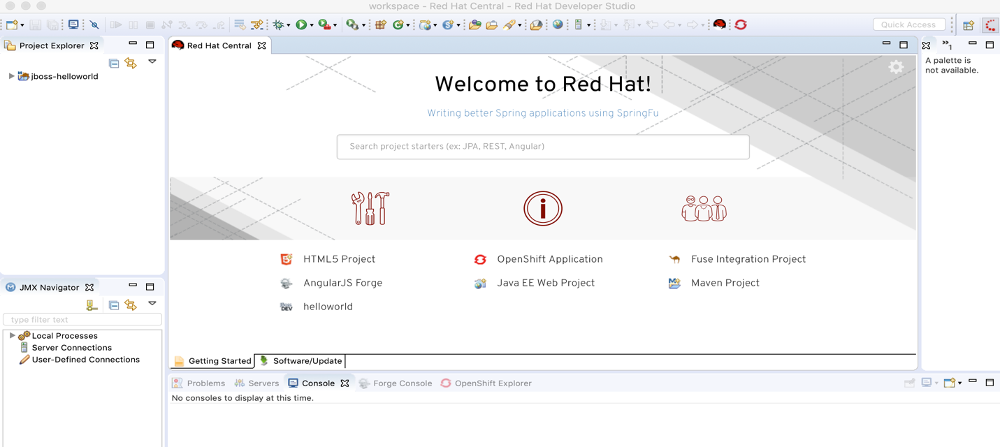 workspace - Red Hat Central - Red Hat Developer Studio
Quick Access
Project Explorer
jboss-helloworld
Red Hat Central
Welcome to Red Hat!
Writing better Spring applications using SpringFu
Search project starters (ex: JPA, REST, Angular)
HTML5 Project
OpenShift Application
Fuse Integration Project
AngularJS Forge
Java EE Web Project
Maven Project
helloworld
Getting Started
Software/Update
1
A palette is
not available.
JMX Navigator
type filter text
Local Processes
Server Connections
User-Defined Connections
Problems
Servers
Console
Forge Console
OpenShift Explorer
No consoles to display at this time.